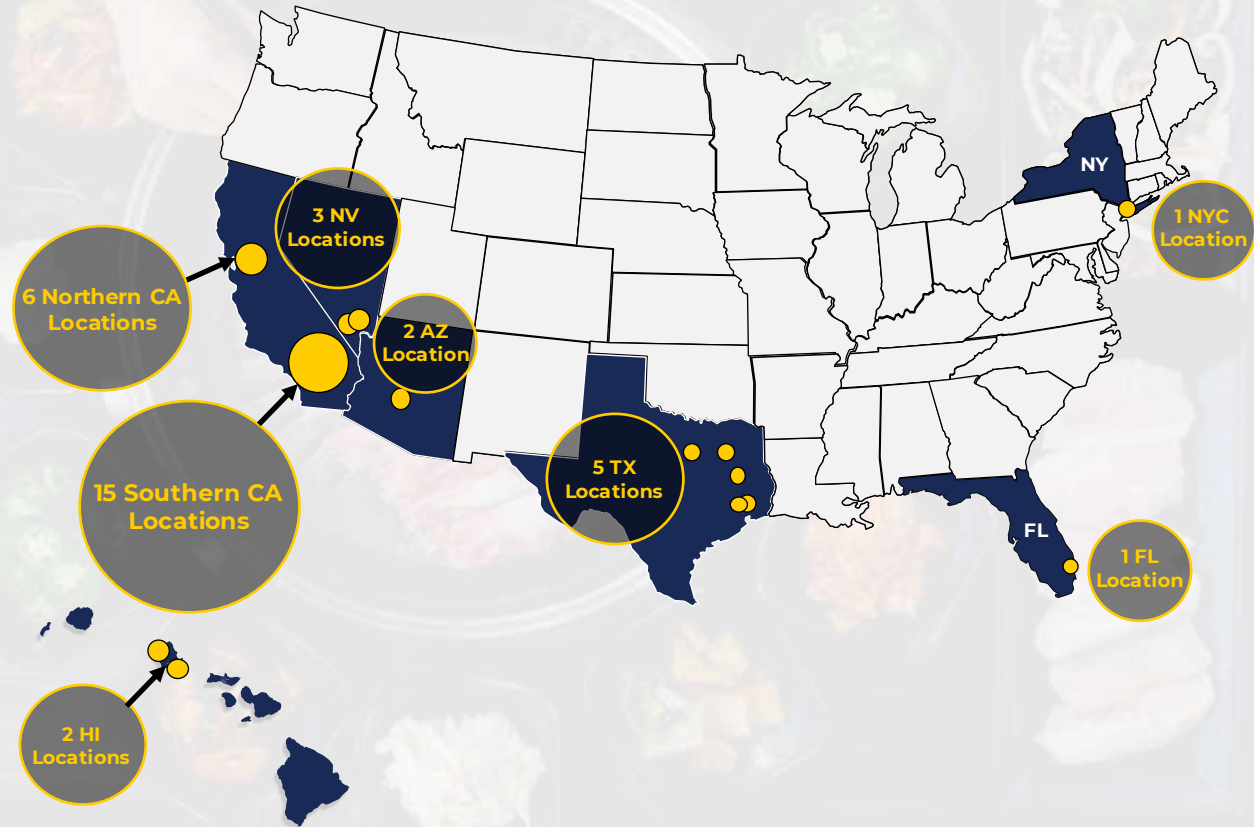 NY
1 NYC
Location
3 NV
Locations
6 Northern CA
Locations
2 AZ
Location
15 Southern CA
Locations
5 TX
Locations
FL
1 FL
Location
2 HI
Locations